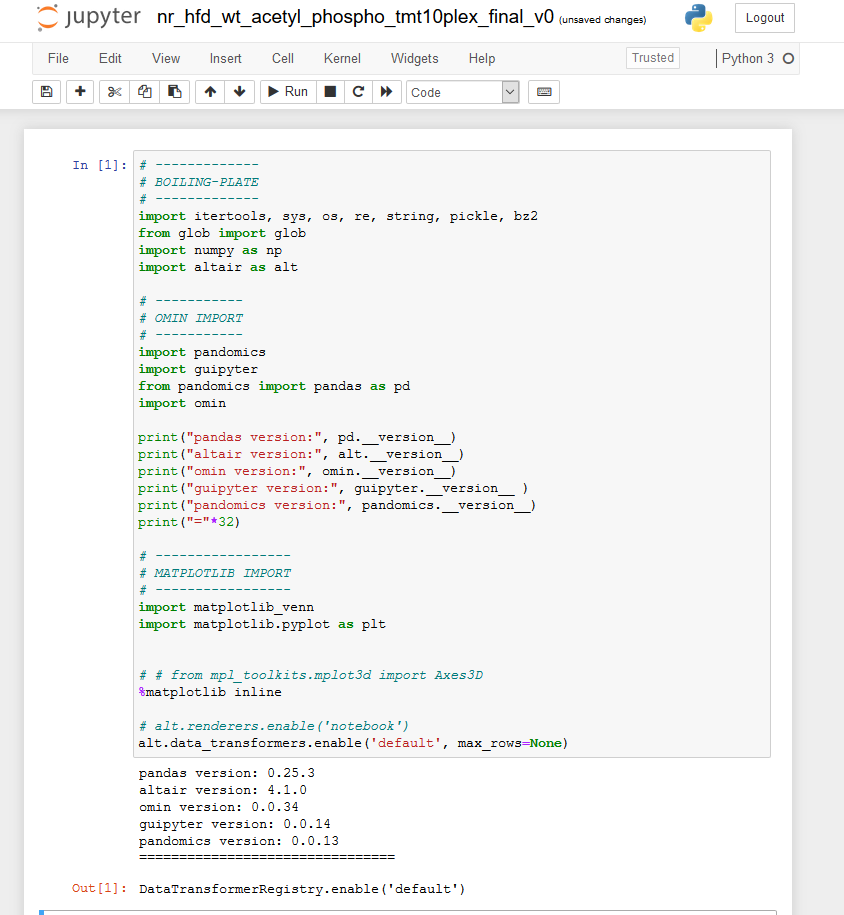 jupyter nr_hfd_wt_acetyl_phospho_tmt10plex_final_v0 (unsaved changes) Logout
File Edit View Insert Cell Kernel Widgets Help Trusted Python 3
Run Code
In [1]:
# -------------
# BOILING-PLATE
# -------------
import itertools, sys, os, re, string, pickle, bz2
from glob import glob
import numpy as np
import altair as alt
# -----------
# OMIN IMPORT
# -----------
import pandomics
import guipyter
from pandomics import pandas as pd
import omin
print("pandas version:", pd.__version__)
print("altair version:", alt.__version__)
print("omin version:", omin.__version__)
print("guipyter version:", guipyter.__version__ )
print("pandomics version:", pandomics.__version__)
print("="*32)
# -----------------
# MATPLOTLIB IMPORT
# -----------------
import matplotlib_venn
import matplotlib.pyplot as plt
# # from mpl_toolkits.mplot3d import Axes3D
%matplotlib inline
# alt.renderers.enable('notebook')
alt.data_transformers.enable('default', max_rows=None)
pandas version: 0.25.3
altair version: 4.1.0
omin version: 0.0.34
guipyter version: 0.0.14
pandomics version: 0.0.13
================================
Out[1]: DataTransformerRegistry.enable('default')